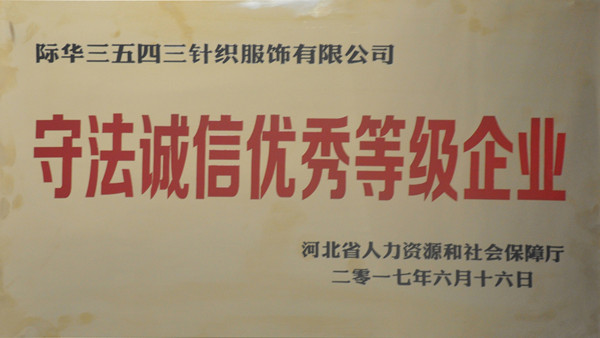 际华三五四三针织服饰有限公司
守法诚信优秀等级企业
河北省人力资源和社会保障厅
二零一七年六月十六日